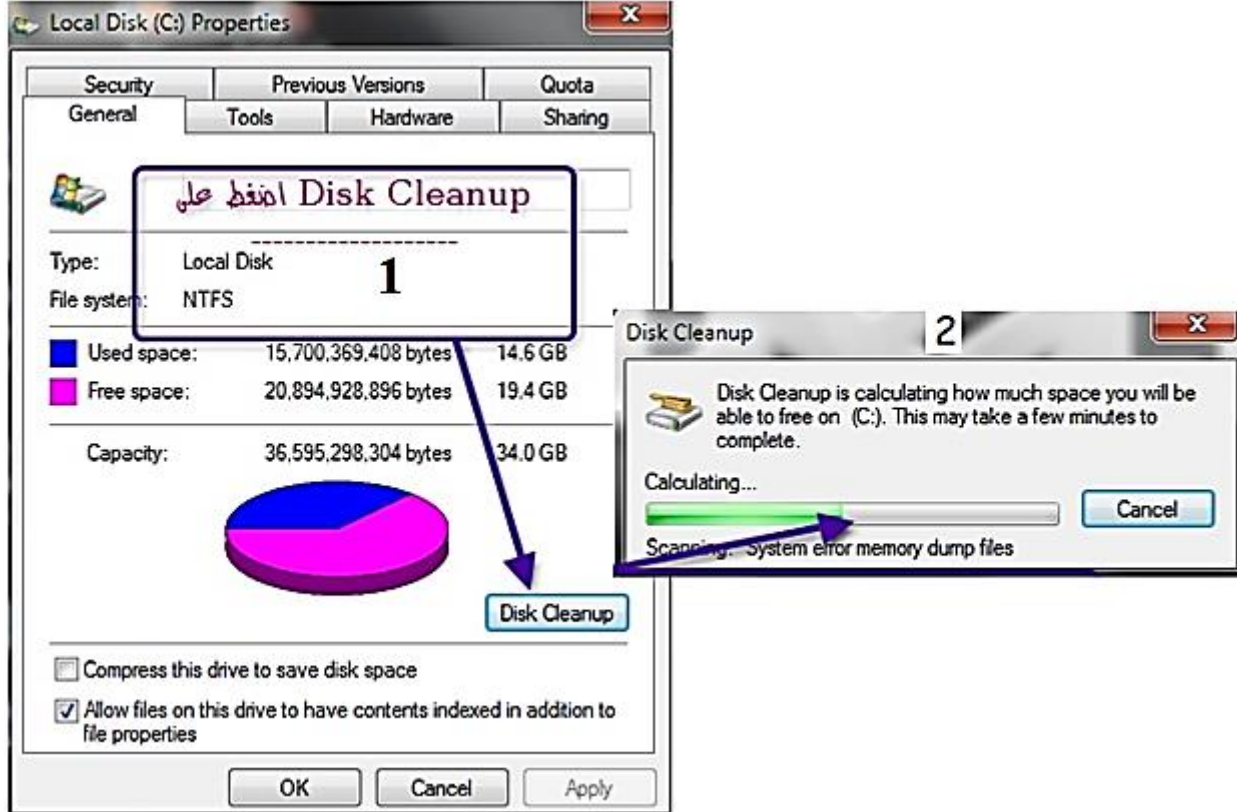 Local Disk (C:) Properties
Security Previous Versions Quota
General Tools Hardware Sharing
اضغط على Disk Cleanup
1
Type: Local Disk
File system: NTFS
Used space: 15,700,369,408 bytes 14.6 GB
Free space: 20,894,928,896 bytes 19.4 GB
Capacity: 36,595,298,304 bytes 34.0 GB
Disk Cleanup
Compress this drive to save disk space
Allow files on this drive to have contents indexed in addition to
file properties
OK Cancel Apply
Disk Cleanup 2
Disk Cleanup is calculating how much space you will be
able to free on (C:). This may take a few minutes to
complete.
Calculating...
Cancel
Scanning: System error memory dump files